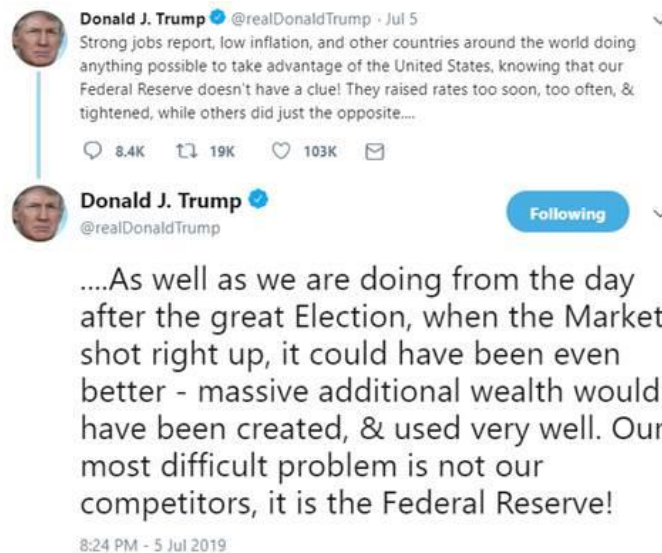 Donald J. Trump @realDonaldTrump · Jul 5
Strong jobs report, low inflation, and other countries around the world doing
anything possible to take advantage of the United States, knowing that our
Federal Reserve doesn't have a clue! They raised rates too soon, too often, &
tightened, while others did just the opposite....
8.4K 19K 103K
Donald J. Trump
@realDonaldTrump
Following
....As well as we are doing from the day
after the great Election, when the Market
shot right up, it could have been even
better - massive additional wealth would
have been created, & used very well. Our
most difficult problem is not our
competitors, it is the Federal Reserve!
8:24 PM - 5 Jul 2019